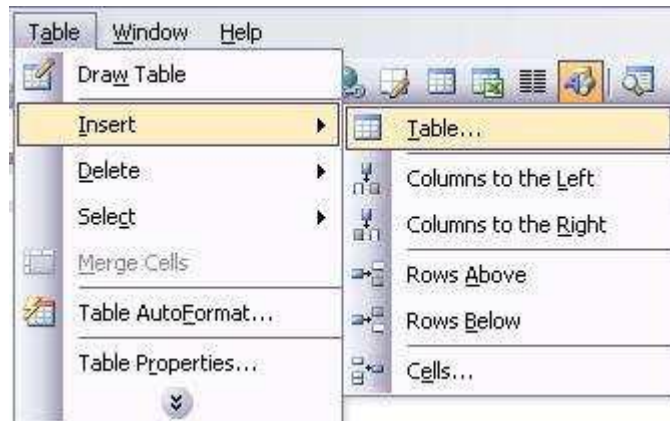 Table Window Help
Draw Table
Insert
Delete
Select
Merge Cells
Table AutoFormat...
Table Properties...
Table...
Columns to the Left
Columns to the Right
Rows Above
Rows Below
Cells...